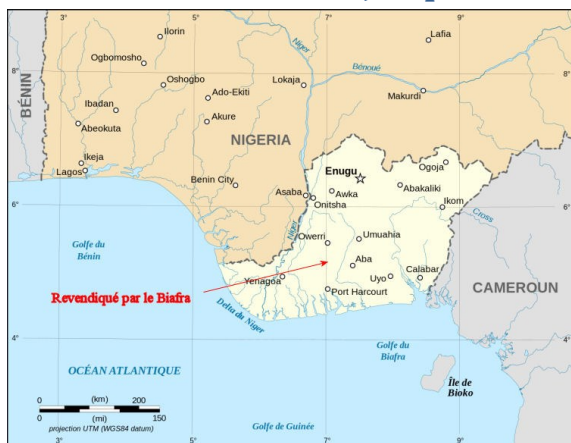 3°
5°
7°
9°
Ilorin
Niger
Lafia
Ogbomosho
Bénoué
8°
8°
Oshogbo
Ado-Ekiti
Lokaja
Makurdi
BÉNIN
Ibadan
Akure
Abeokuta
NIGERIA
Ikeja
Lagos
Enugu
Ogoja
Benin City
Abakaliki
Asaba
Awka
Onitsha
Ikom
6°
Cross
Golfe du
Bénin
Niger
Owerri
Umuahia
Aba
Yenagoa
Uyo
Calabar
CAMEROUN
Revendiqué par le Biafra
Port Harcourt
Delta du Niger
4°
4°
Golfe du
Biafra
OCÉAN ATLANTIQUE
Île de
Bioko
(km)
0
200
0
(mi)
150
projection UTM (WGS84 datum)
Golfe de Guinée
3°
5°
7°
9°